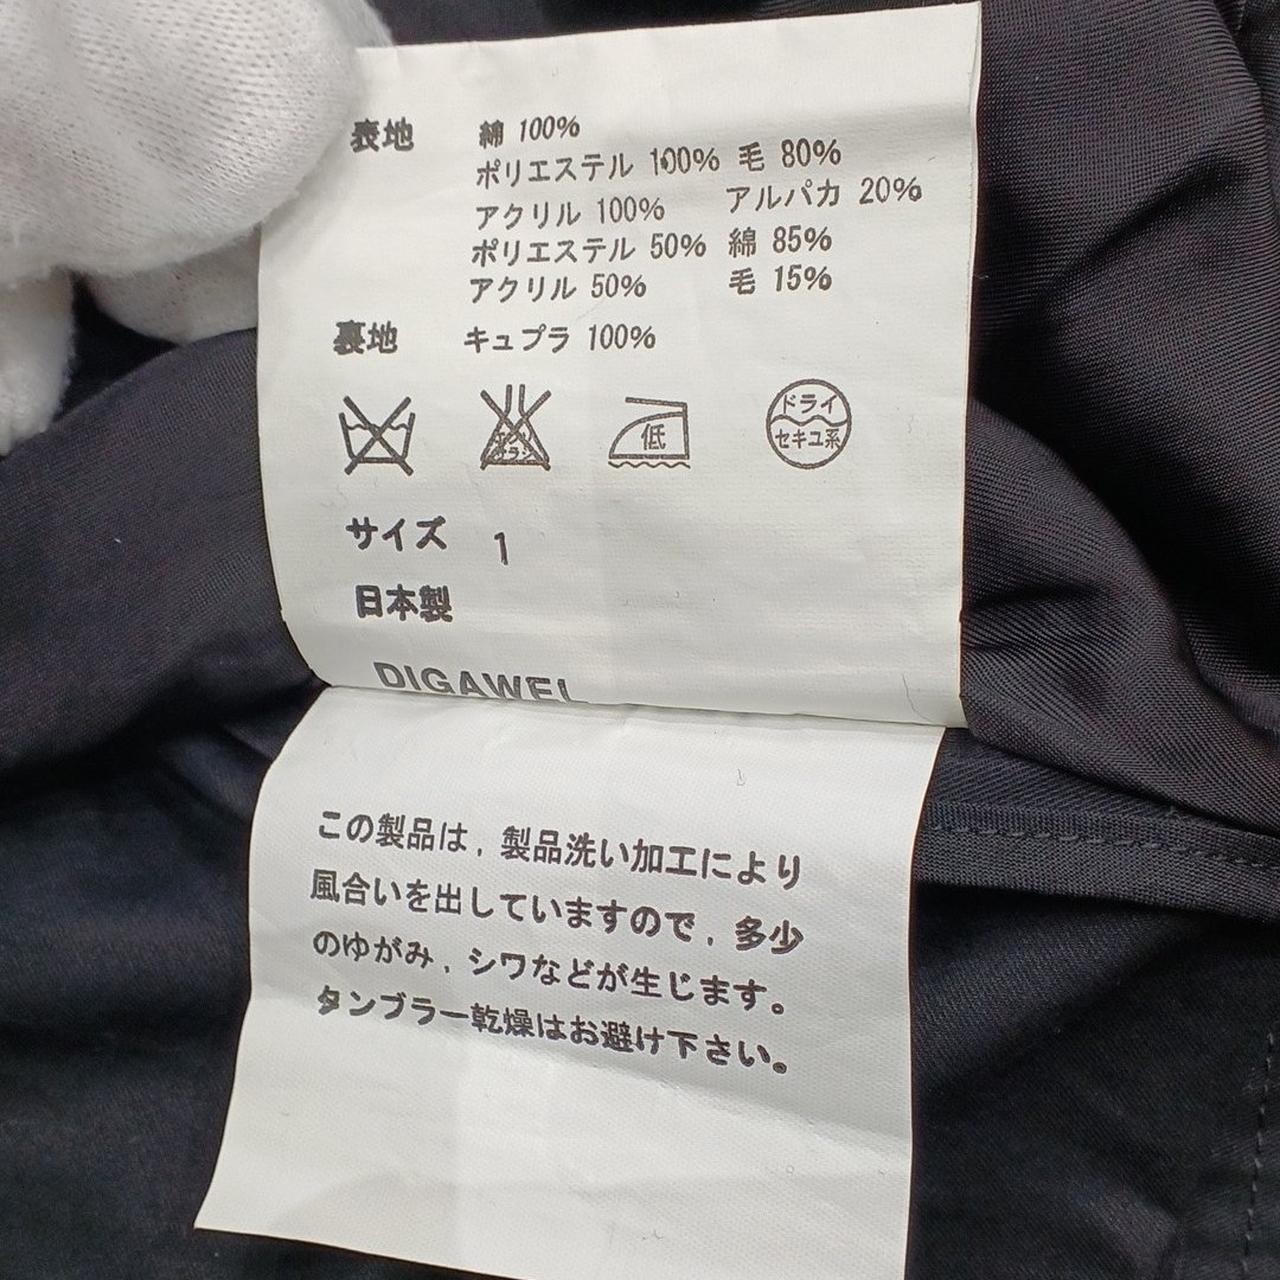 表地 綿 100%
ポリエステル 100% 毛 80%
アクリル 100% アルパカ 20%
ポリエステル 50% 綿 85%
アクリル 50% 毛 15%
裏地 キュプラ 100%
低
ドライ
セキユ系
サイズ 1
日本製
DIGAWEL
この製品は,製品洗い加工により
風合いを出していますので,多少
のゆがみ,シワなどが生じます。
タンブラー乾燥はお避け下さい。